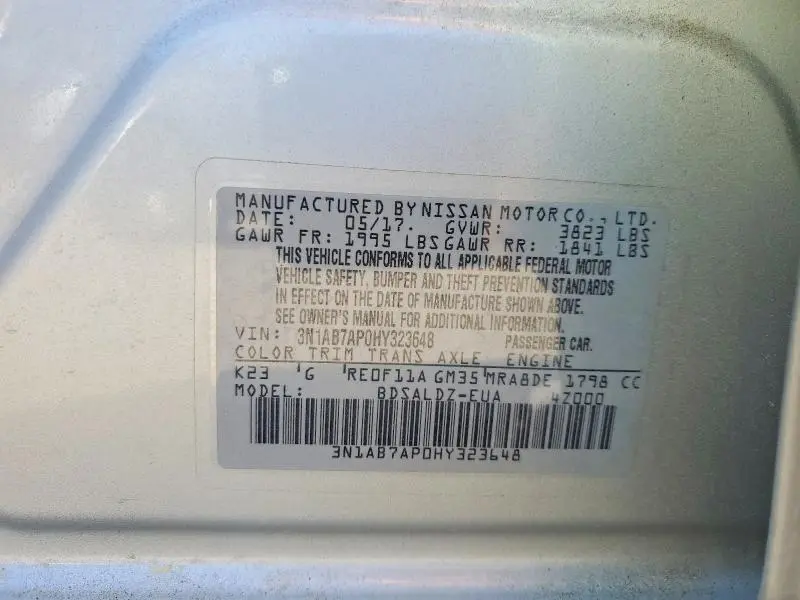 MANUFACTURED BY NISSAN MOTOR CO., LTD.
DATE: 05/17. GVWR: 3823 LBS
GAWR FR: 1995 LBS GAWR RR: 1841 LBS
THIS VEHICLE CONFORMS TO ALL APPLICABLE FEDERAL MOTOR
VEHICLE SAFETY, BUMPER AND THEFT PREVENTION STANDARDS
IN EFFECT ON THE DATE OF MANUFACTURE SHOWN ABOVE.
SEE OWNER'S MANUAL FOR ADDITIONAL INFORMATION.
VIN: 3N1AB7AP0HY323648 PASSENGER CAR.
COLOR TRIM TRANS AXLE ENGINE
K23 'G 'RE0F11A GM35'MRA8DE 1798 CC
MODEL: BDSALDZ-EUA 4Z000
3N1AB7AP0HY323648